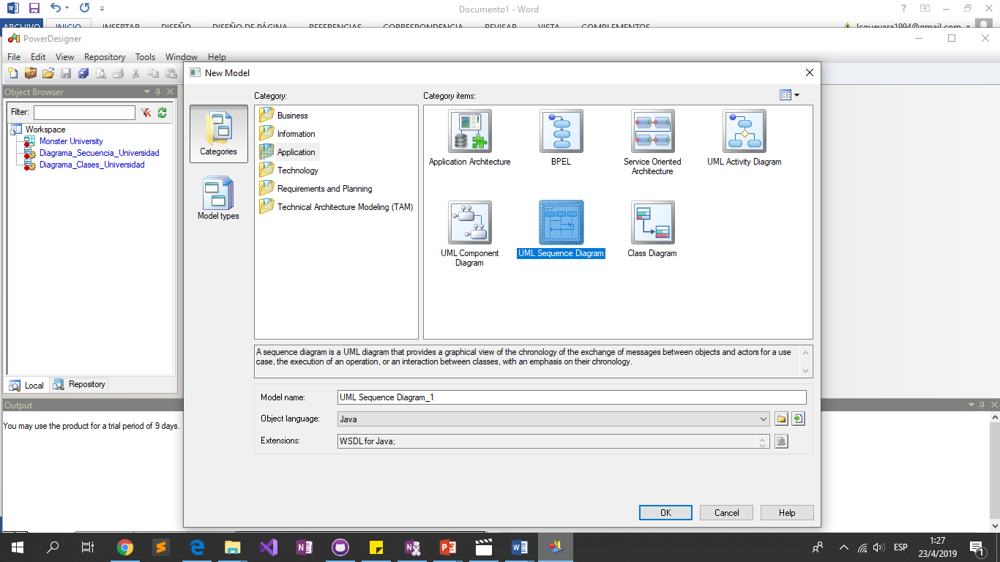 Documento1 - Word
ARCHIVO INICIO INSERTAR DISEÑO DISEÑO DE PÁGINA REFERENCIAS CORRESPONDENCIA REVISAR VISTA COMPLEMENTOS lcguevara1994@gmail.com
PowerDesigner
File Edit View Repository Tools Window Help
Object Browser
Filter:
Workspace
Monster University
Diagrama_Secuencia_Universidad
Diagrama_Clases_Universidad
Local Repository
New Model
Category:
Category items:
Categories
Model types
Business
Information
Application
Technology
Requirements and Planning
Technical Architecture Modeling (TAM)
Application Architecture
BPEL
Service Oriented
Architecture
UML Activity Diagram
UML Component
Diagram
UML Sequence Diagram
Class Diagram
A sequence diagram is a UML diagram that provides a graphical view of the chronology of the exchange of messages between objects and actors for a use
case, the execution of an operation, or an interaction between classes, with an emphasis on their chronology.
Model name: UML Sequence Diagram_1
Object language: Java
Extensions: WSDL for Java;
OK Cancel Help
Output
You may use the product for a trial period of 9 days.
ESP
1:27
23/4/2019
1